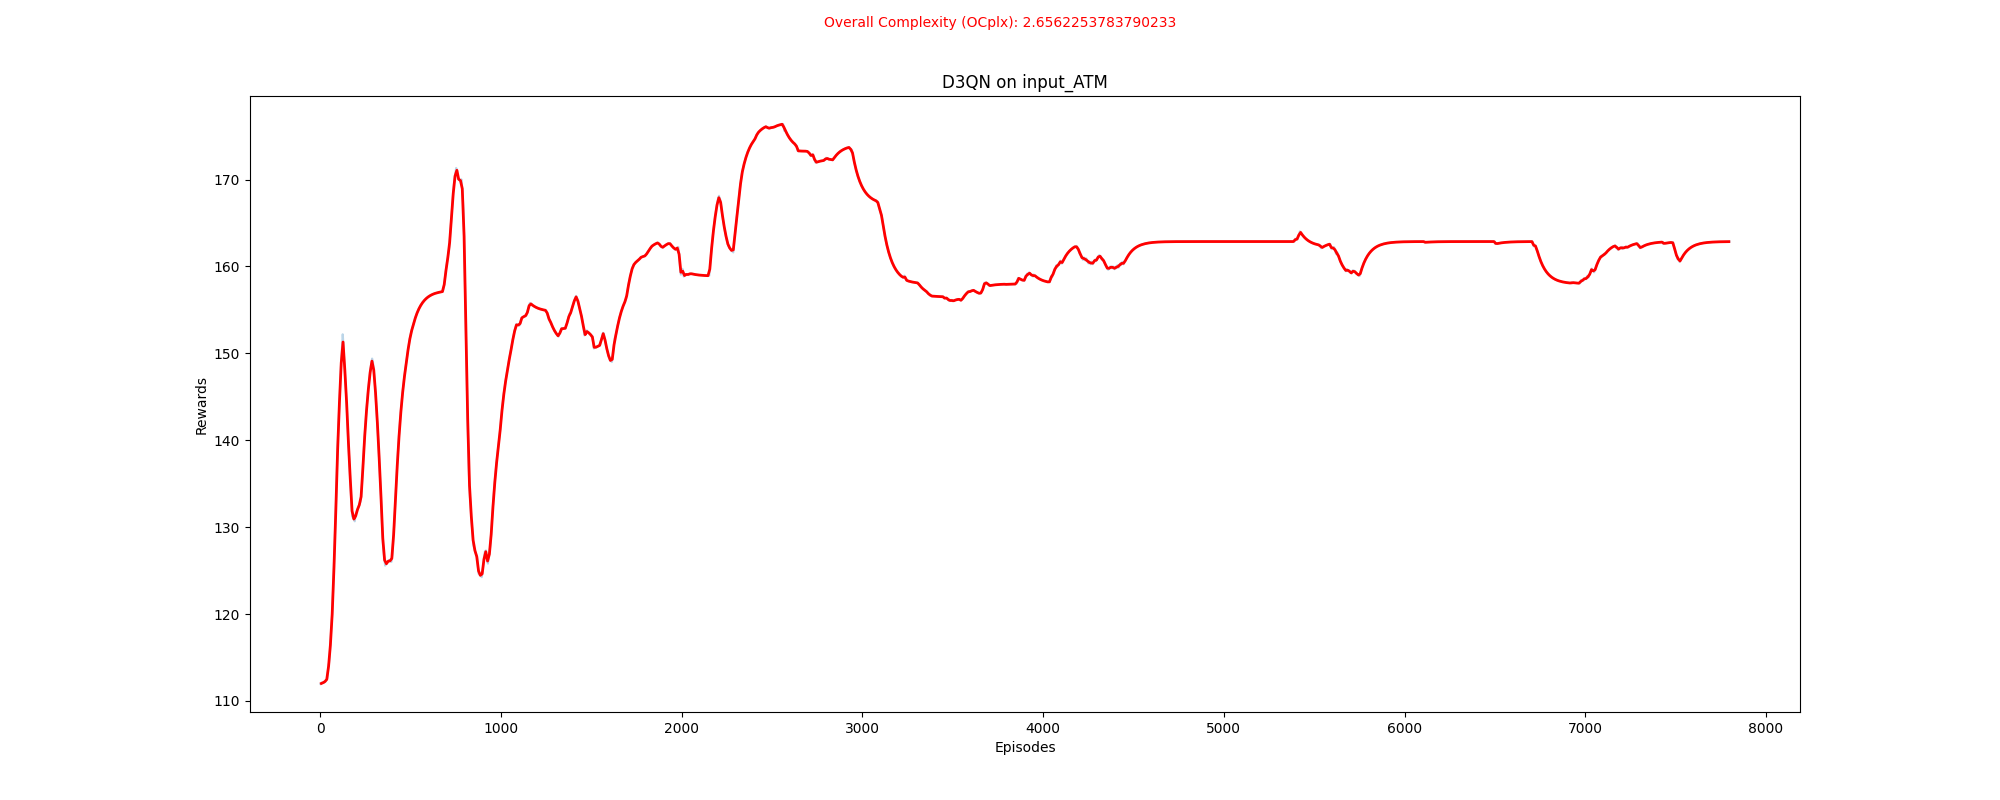 Overall Complexity (OCplx): 2.6562253783790233
D3QN on input_ATM
170
160
150
140
130
120
110
Rewards
0 1000 2000 3000 4000 5000 6000 7000 8000
Episodes